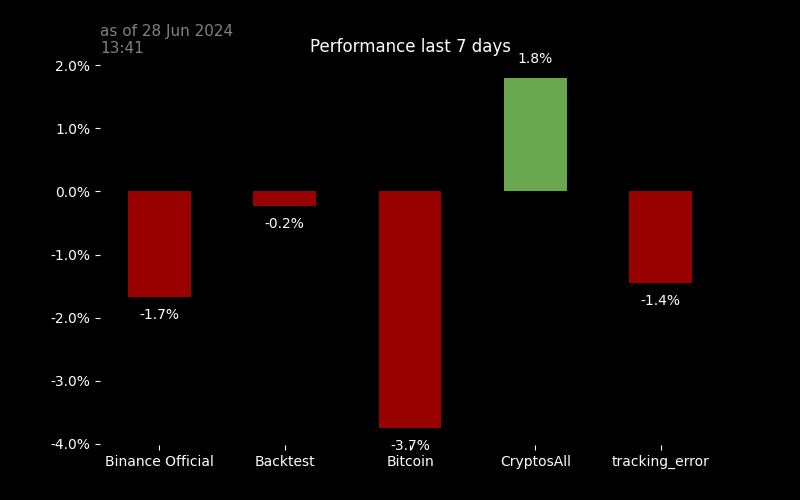 as of 28 Jun 2024
13:41
Performance last 7 days
2.0%
1.0%
0.0%
-1.0%
-2.0%
-3.0%
-4.0%
-1.7%
-0.2%
-3.7%
1.8%
-1.4%
Binance Official
Backtest
Bitcoin
CryptosAll
tracking_error